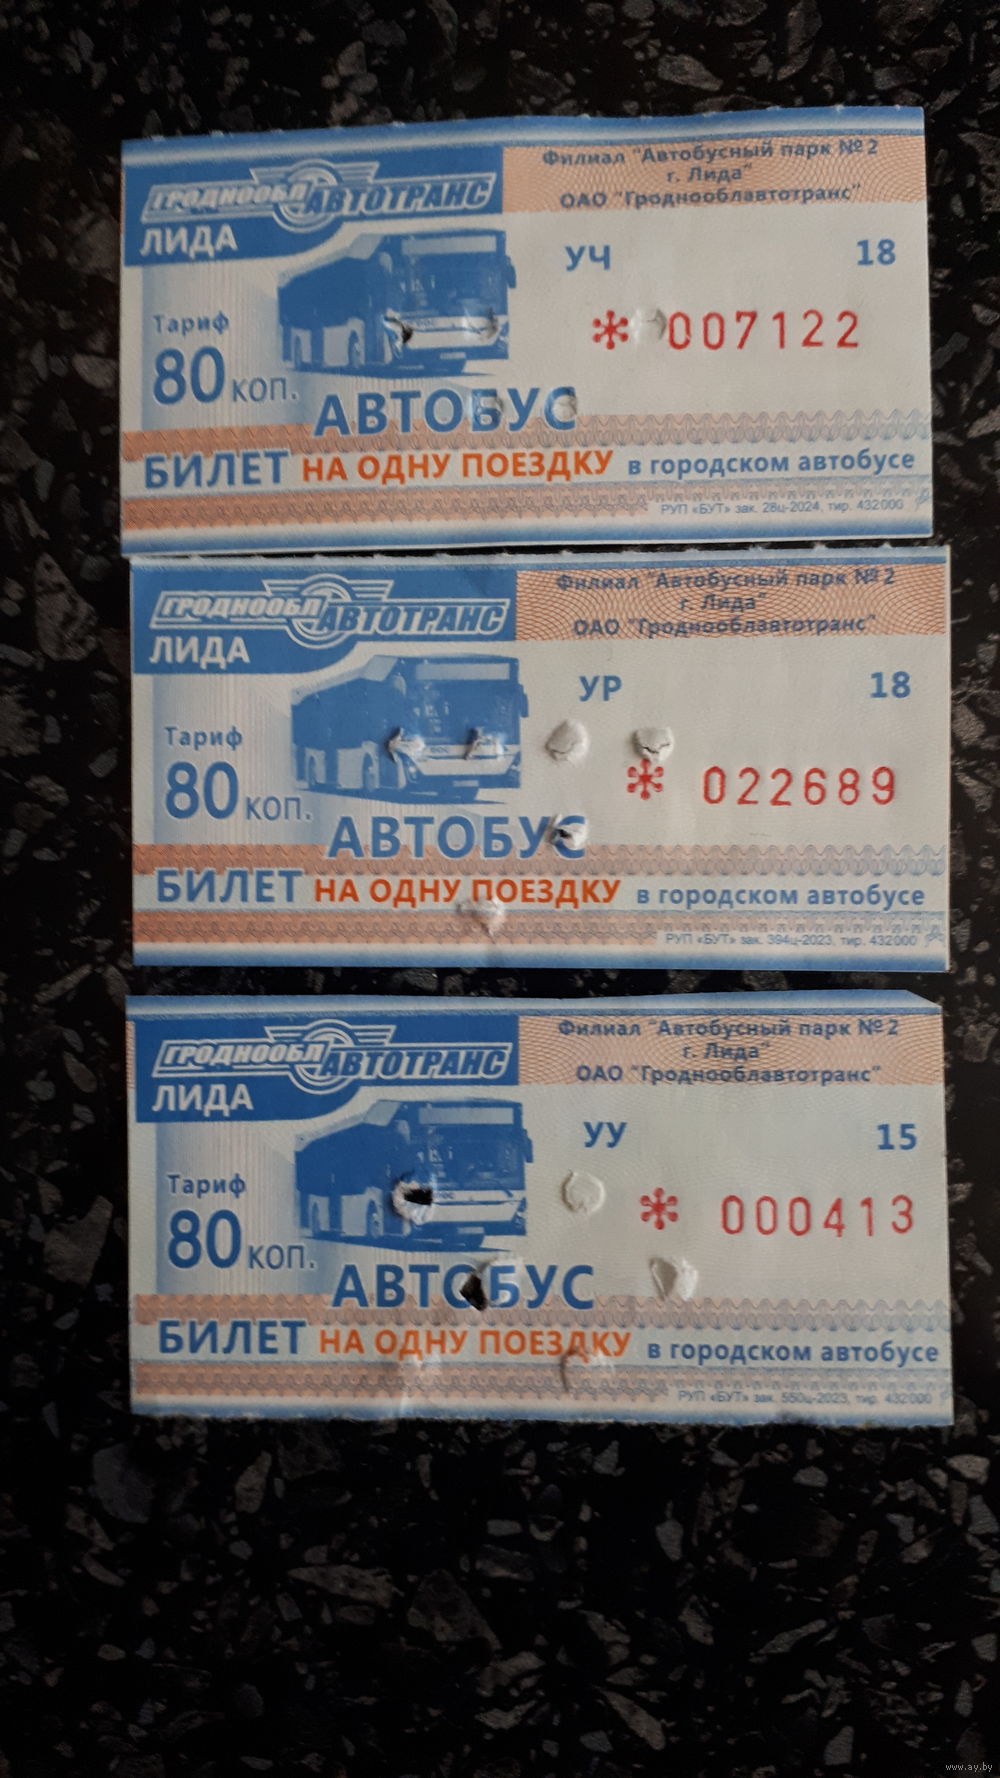 ГРОДНООБЛАВТОТРАНС
ЛИДА
Филиал "Автобусный парк №2
г. Лида"
ОАО "Гроднооблавтотранс"
УЧ 18
* 007122
Тариф
80 коп.
АВТОБУС
БИЛЕТ НА ОДНУ ПОЕЗДКУ в городском автобусе
РУП «БУТ» зак. 28ц-2024, тир. 432000
ГРОДНООБЛАВТОТРАНС
ЛИДА
Филиал "Автобусный парк №2
г. Лида"
ОАО "Гроднооблавтотранс"
УР 18
* 022689
Тариф
80 коп.
АВТОБУС
БИЛЕТ НА ОДНУ ПОЕЗДКУ в городском автобусе
РУП «БУТ» зак. 394ц-2023, тир. 432000
ГРОДНООБЛАВТОТРАНС
ЛИДА
Филиал "Автобусный парк №2
г. Лида"
ОАО "Гроднооблавтотранс"
УУ 15
* 000413
Тариф
80 коп.
АВТОБУС
БИЛЕТ НА ОДНУ ПОЕЗДКУ в городском автобусе
РУП «БУТ» зак. 550ц-2023, тир. 432000
www.ay.by